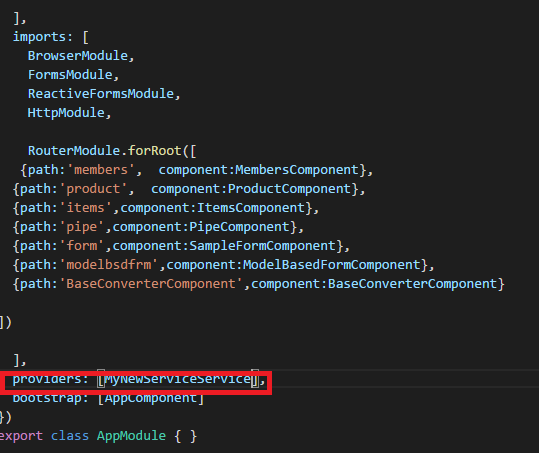 ],
imports: [
BrowserModule,
FormsModule,
ReactiveFormsModule,
HttpModule,
RouterModule.forRoot([
{path:'members',  component:MembersComponent},
{path:'product',  component:ProductComponent},
{path:'items',component:ItemsComponent},
{path:'pipe',component:PipeComponent},
{path:'form',component:SampleFormComponent},
{path:'modelbsdfrm',component:ModelBasedFormComponent},
{path:'BaseConverterComponent',component:BaseConverterComponent}
])
],
providers: [MyNewServiceService],
bootstrap: [AppComponent]
})
export class AppModule { }